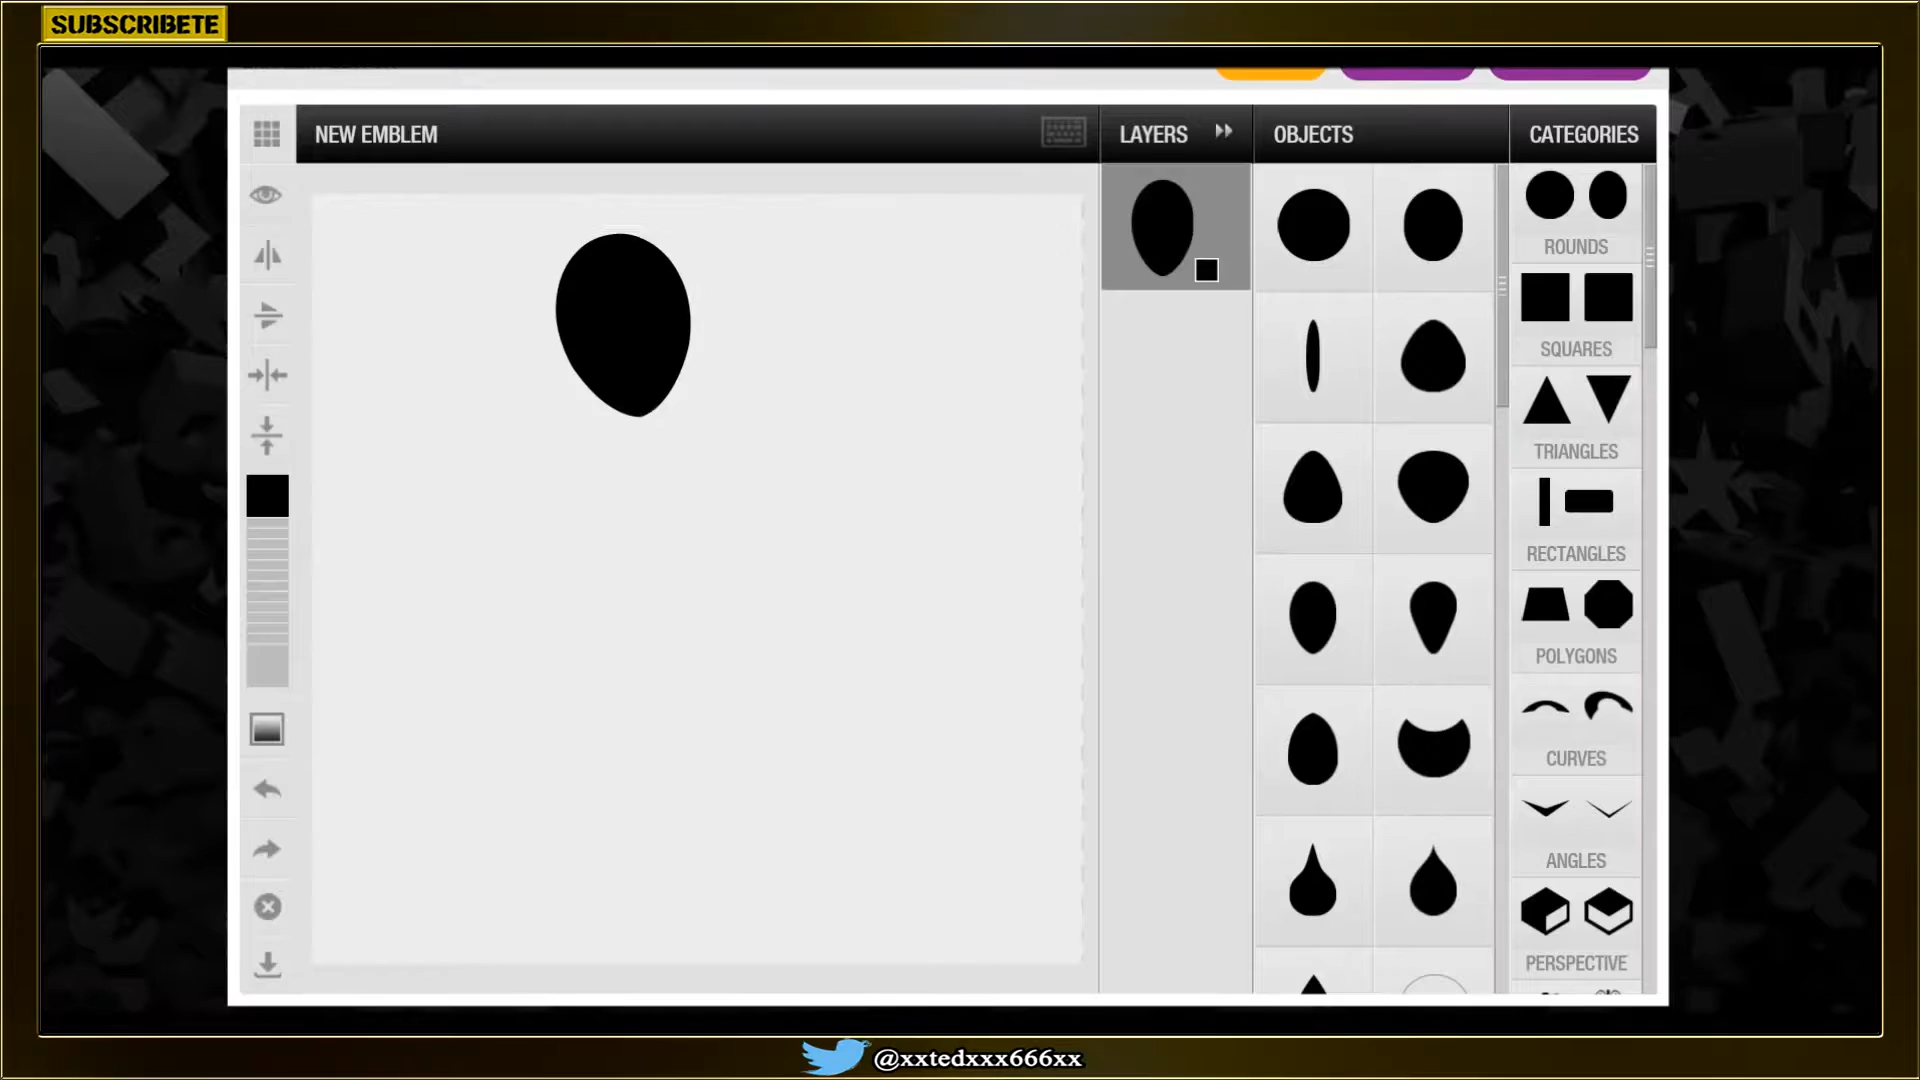 SUBSCRIBETE
NEW EMBLEM
LAYERS
OBJECTS
CATEGORIES
ROUNDS
SQUARES
TRIANGLES
RECTANGLES
POLYGONS
CURVES
ANGLES
PERSPECTIVE
@xxtedxxx666xx